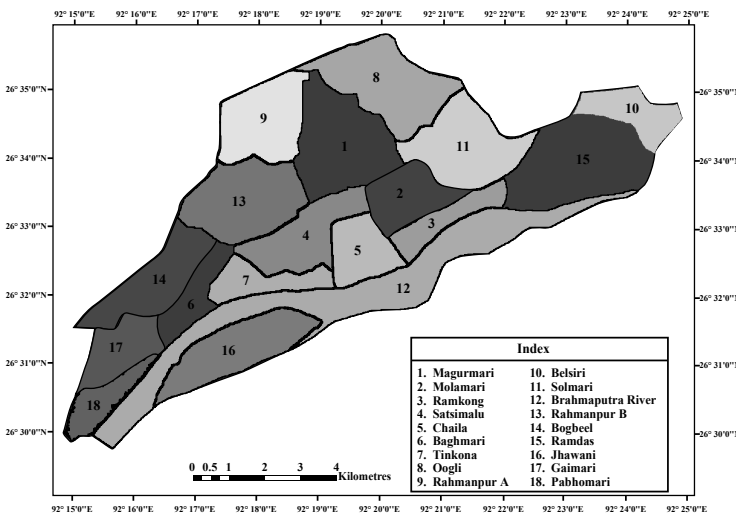 92° 15'0"E 92° 16'0"E 92° 17'0"E 92° 18'0"E 92° 19'0"E 92° 20'0"E 92° 21'0"E 92° 22'0"E 92° 23'0"E 92° 24'0"E 92° 25'0"E
8
26° 35'0"N
26° 35'0"E
10
9
1
11
26° 34'0"N
15
26° 34'0"E
2
13
3
26° 33'0"N
4
26° 33'0"E
5
14
7
12
26° 32'0"N
6
26° 32'0"E
17
16
26° 31'0"N
26° 31'0"E
18
26° 30'0"N
26° 30'0"E
Index
1. Magurmari
2. Molamari
3. Ramkong
4. Satsimalu
5. Chaila
6. Baghmari
7. Tinkona
8. Oogli
9. Rahmanpur A
10. Belsiri
11. Solmari
12. Brahmaputra River
13. Rahmanpur B
14. Bogbeel
15. Ramdas
16. Jhawani
17. Gaimari
18. Pabhomari
0 0.5 1 2 3 4
Kilometres
92° 15'0"E 92° 16'0"E 92° 17'0"E 92° 18'0"E 92° 19'0"E 92° 20'0"E 92° 21'0"E 92° 22'0"E 92° 23'0"E 92° 24'0"E 92° 25'0"E